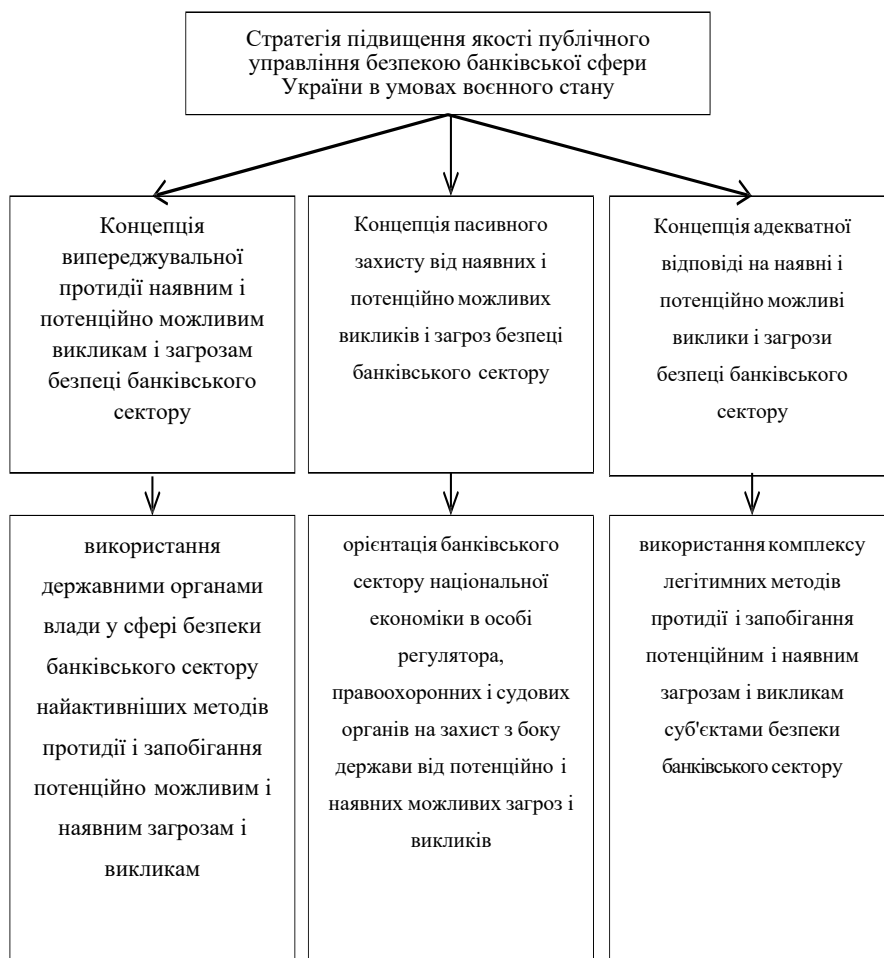 Стратегія підвищення якості публічного
управління безпекою банківської сфери
України в умовах воєнного стану
Концепція
випереджувальної
протидії наявним і
потенційно можливим
викликам і загрозам
безпеці банківського
сектору
Концепція пасивного
захисту від наявних і
потенційно можливих
викликів і загроз безпеці
банківського сектору
Концепція адекватної
відповіді на наявні і
потенційно можливі
виклики і загрози
безпеці банківського
сектору
використання
державними органами
влади у сфері безпеки
банківського сектору
найактивніших методів
протидії і запобігання
потенційно можливим і
наявним загрозам і
викликам
орієнтація банківського
сектору національної
економіки в особі
регулятора,
правоохоронних і судових
органів на захист з боку
держави від потенційно і
наявних можливих загроз і
викликів
використання комплексу
легітимних методів
протидії і запобігання
потенційним і наявним
загрозам і викликам
суб'єктами безпеки
банківського сектору